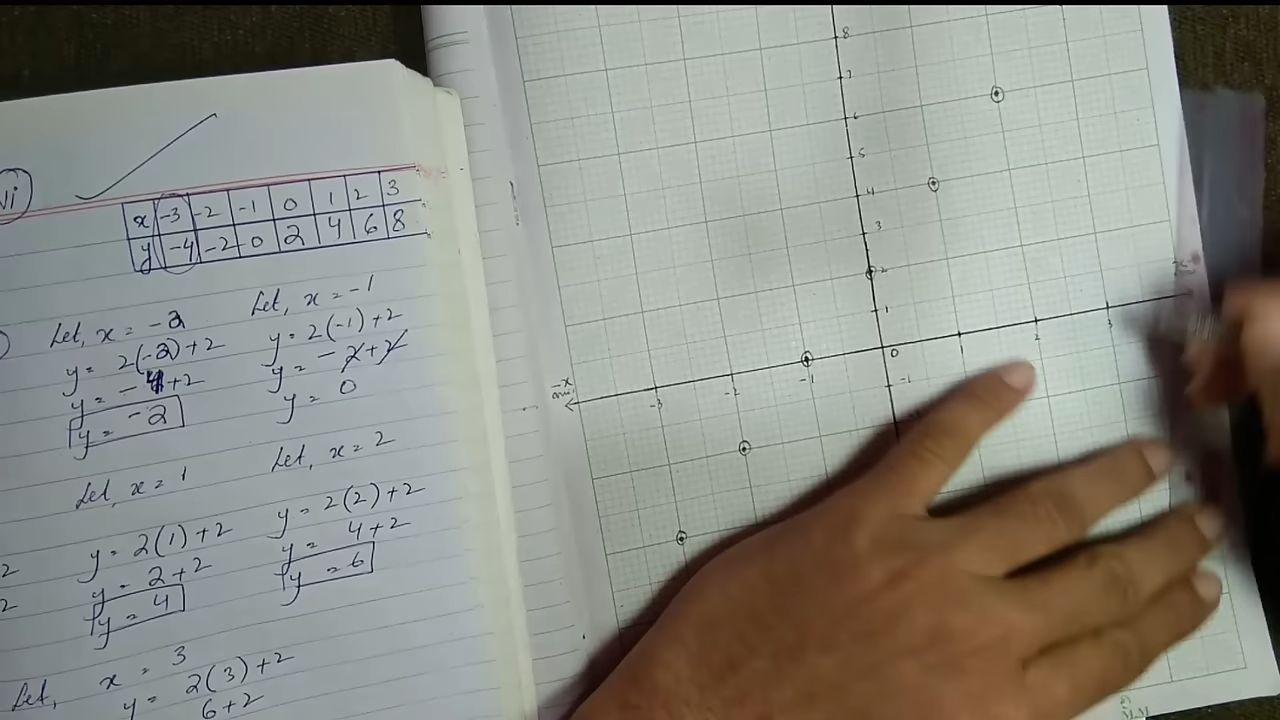 vi
x -3 -2 -1 0 1 2 3
y -4 -2 0 2 4 6 8
Let, x = -2
y = 2(-2)+2
y = -4+2
y = -2
Let, x = -1
y = 2(-1)+2
y = -2+2
y = 0
Let, x = 1
y = 2(1)+2
y = 2+2
y = 4
Let, x = 2
y = 2(2)+2
y = 4+2
y = 6
2
2
Let, x = 3
y = 2(3)+2
6+2
8
7
6
5
4
3
2
1
-x
-3
-2
-1
0
1
2
3
-1